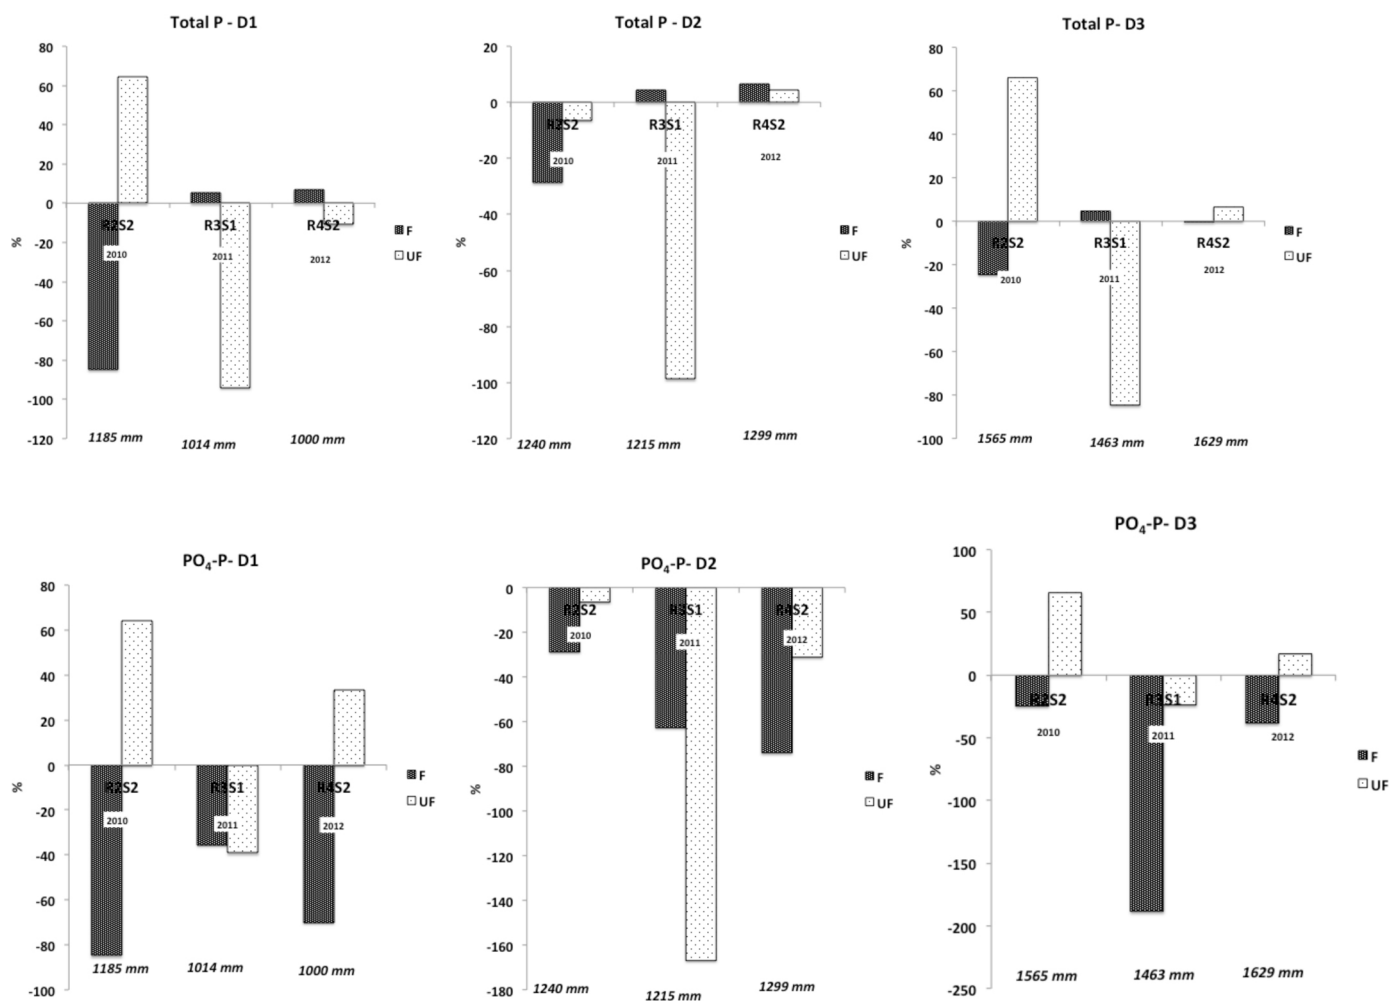 Total P - D1
80
60
40
20
0
-20
-40
-60
-80
-100
-120
%
R2S2
R3S1
R4S2
2010
2011
2012
F
UF
1185 mm
1014 mm
1000 mm
Total P - D2
20
0
-20
-40
-60
-80
-100
-120
%
R2S2
R3S1
R4S2
2010
2011
2012
F
UF
1240 mm
1215 mm
1299 mm
Total P- D3
80
60
40
20
0
-20
-40
-60
-80
-100
%
R2S2
R3S1
R4S2
2010
2011
2012
F
UF
1565 mm
1463 mm
1629 mm
PO₄-P- D1
80
60
40
20
0
-20
-40
-60
-80
-100
%
R2S2
R3S1
R4S2
2010
2011
2012
F
UF
1185 mm
1014 mm
1000 mm
PO₄-P- D2
0
-20
-40
-60
-80
-100
-120
-140
-160
-180
%
R2S2
R3S1
R4S2
2010
2011
2012
F
UF
1240 mm
1215 mm
1299 mm
PO₄-P- D3
100
50
0
-50
-100
-150
-200
-250
%
R2S2
R3S1
R4S2
2010
2011
2012
F
UF
1565 mm
1463 mm
1629 mm